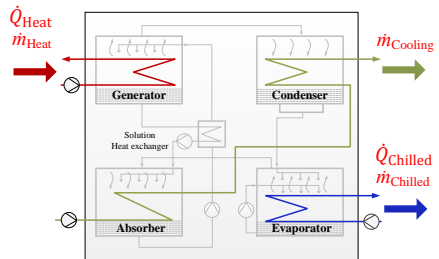 Q̇Heat
ṁHeat
Generator
Condenser
ṁCooling
Solution
Heat exchanger
Q̇Chilled
ṁChilled
Absorber
Evaporator